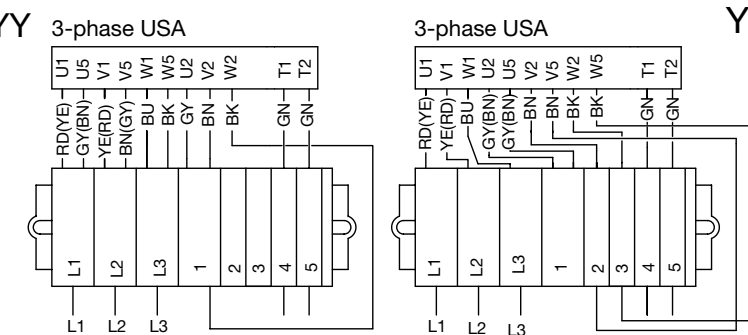 YY 3-phase USA
U1 U5 V1 V5 W1 W5 U2 V2 W2 T1 T2
RD(YE) GY(BN) YE(RD) BN(GY) BU BK GY BN BK GN GN
L1 L2 L3 1 2 3 4 5
L1 L2 L3
3-phase USA Y
U1 V1 W1 U2 U5 V2 V5 W2 W5 T1 T2
RD(YE) YE(RD) BU GY(BN) GY(BN) BN BN BK BK GN GN
L1 L2 L3 1 2 3 4 5
L1 L2 L3